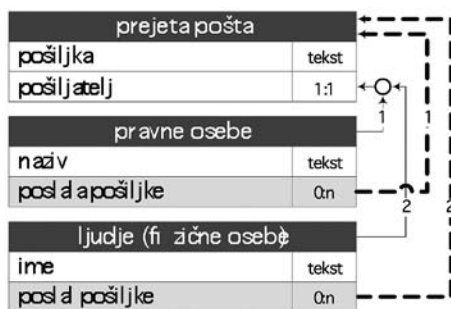 prejeta pošta
pošiljka tekst
pošiljatelj 1:1
1 1
pravne osebe
naziv tekst
poslala pošiljke 0:n
2 2
ljudje (fizične osebe)
ime tekst
poslal pošiljke 0:n